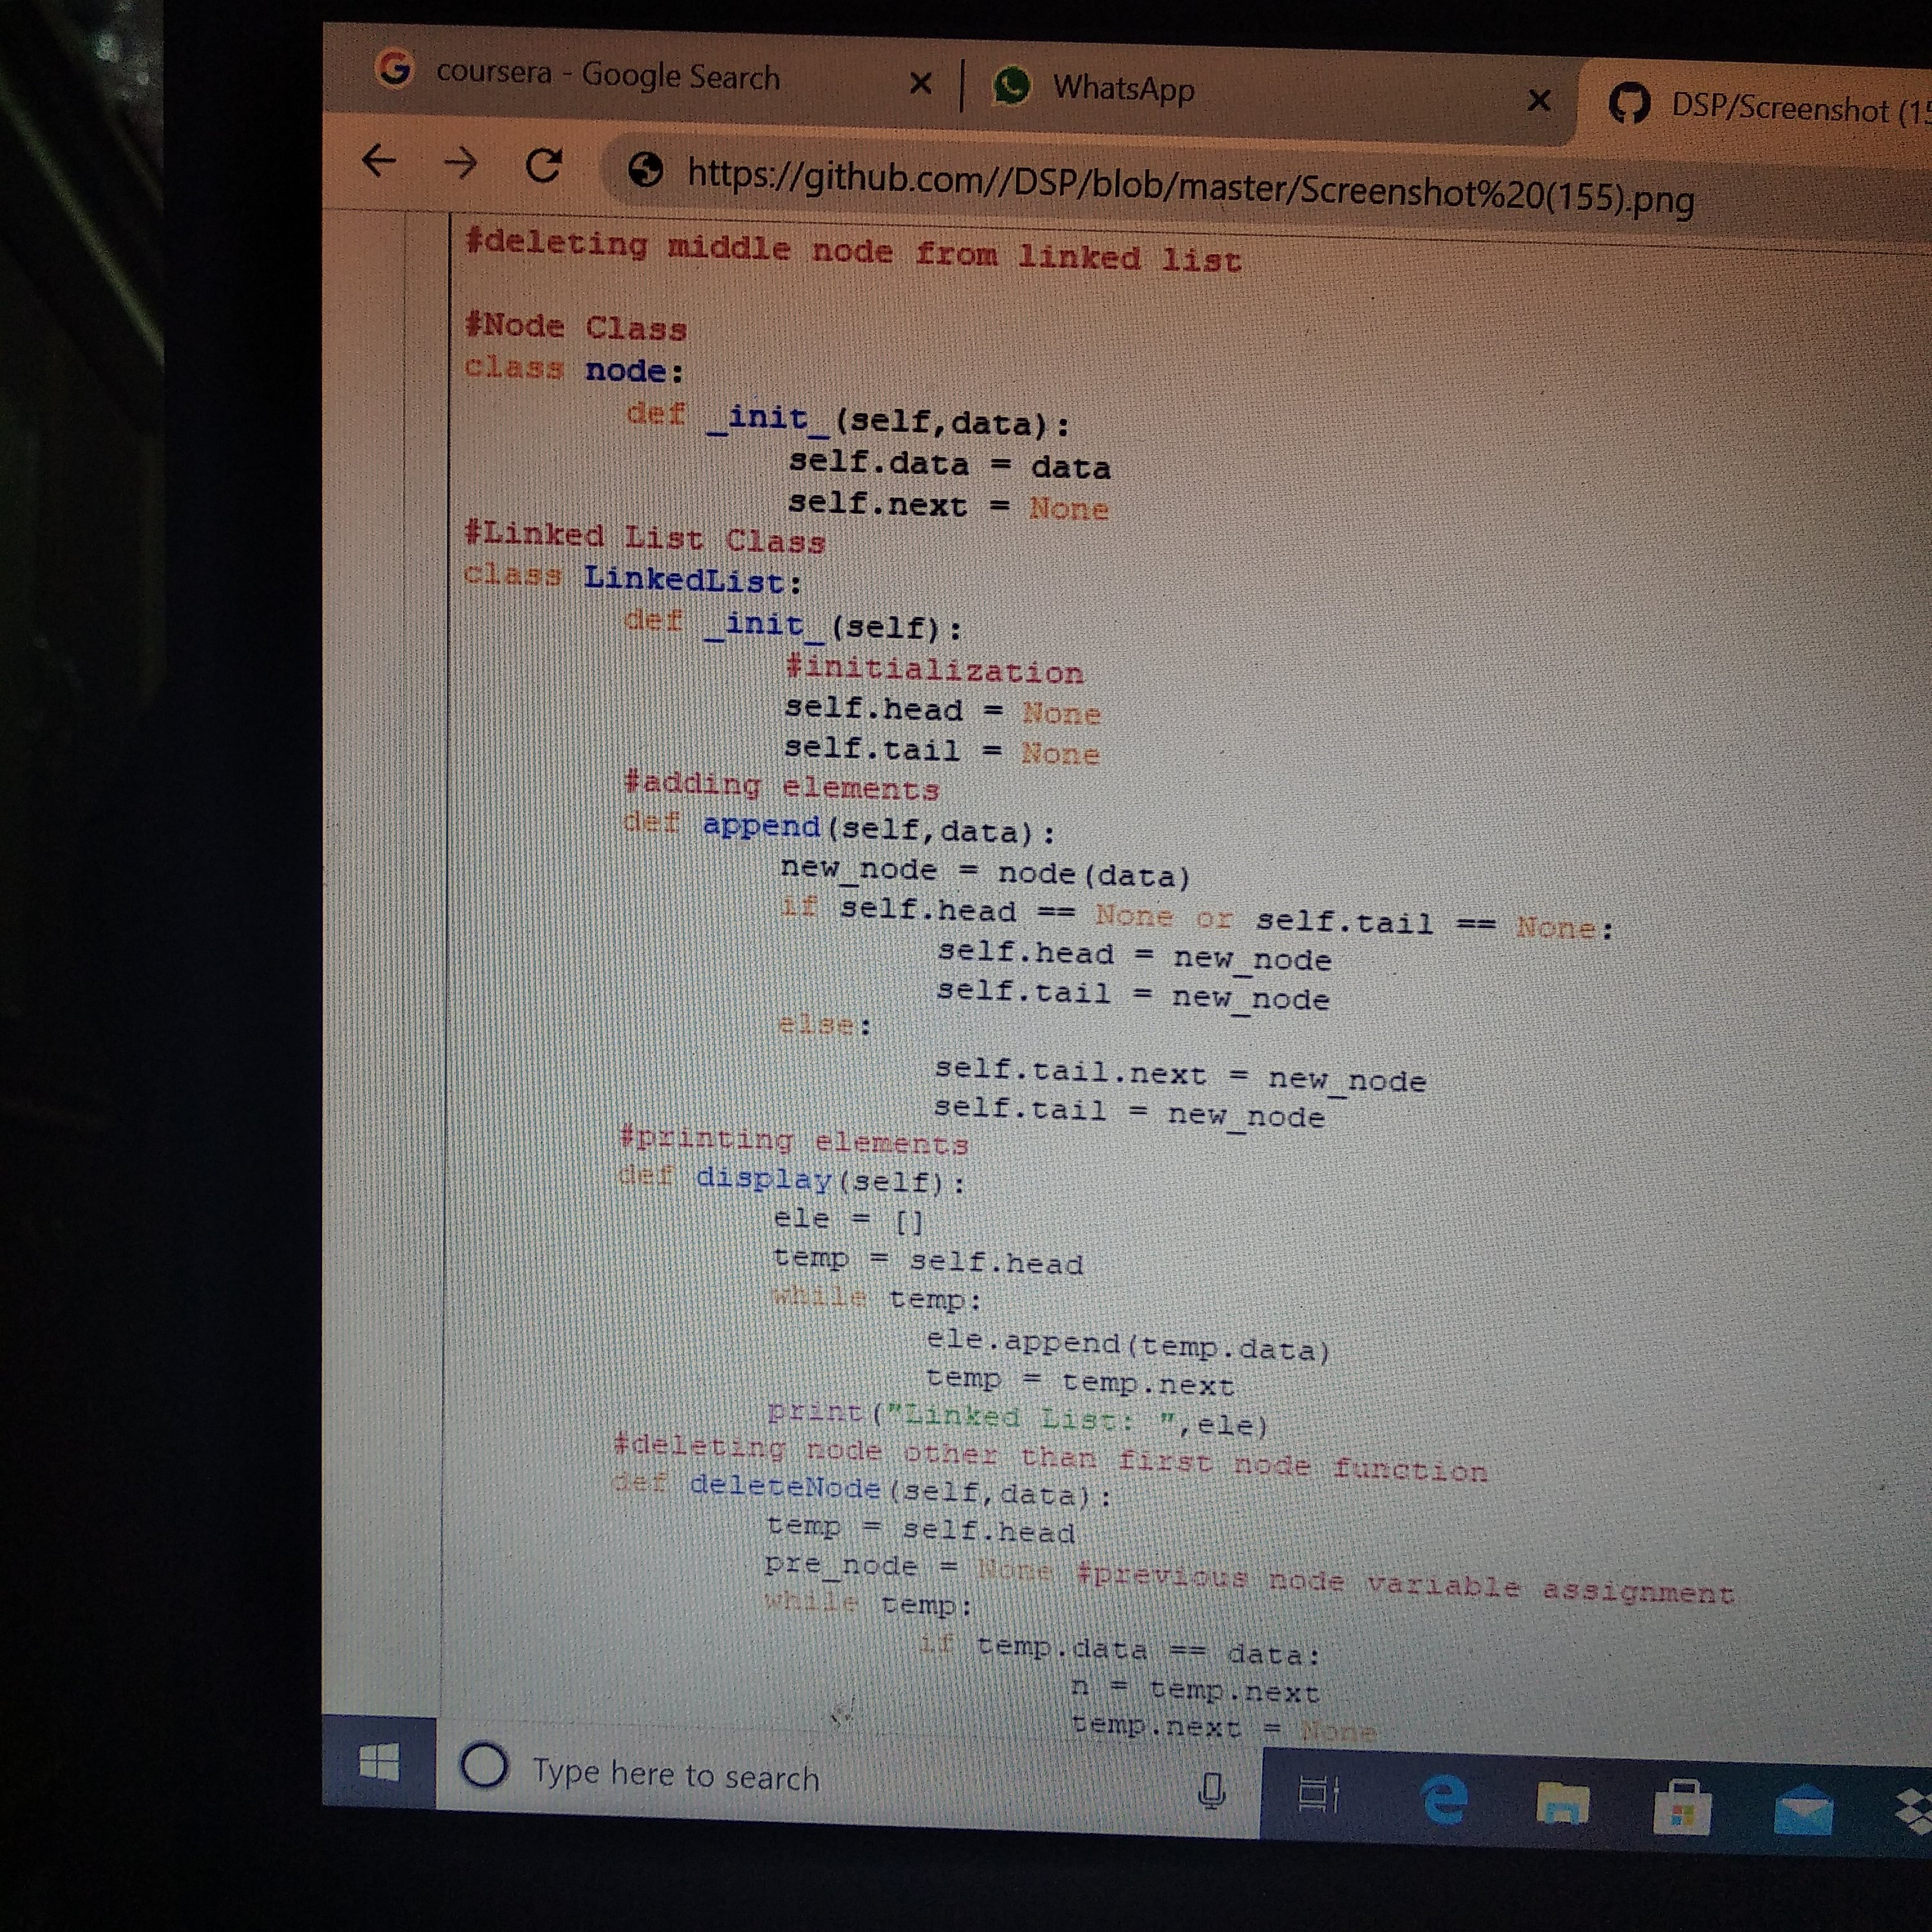 coursera - Google Search
WhatsApp
DSP/Screenshot (15
https://github.com//DSP/blob/master/Screenshot%20(155).png
#deleting middle node from linked list
#Node Class
class node:
def _init_(self,data):
self.data = data
self.next = None
#Linked List Class
class LinkedList:
def _init_(self):
#initialization
self.head = None
self.tail = None
#adding elements
def append(self,data):
new_node = node(data)
if self.head == None or self.tail == None:
self.head = new_node
self.tail = new_node
else:
self.tail.next = new_node
self.tail = new_node
#printing elements
def display(self):
ele = []
temp = self.head
while temp:
ele.append(temp.data)
temp = temp.next
print("Linked List: ",ele)
#deleting node other than first node function
def deleteNode(self,data):
temp = self.head
pre_node = None #previous node variable assignment
while temp:
if temp.data == data:
n = temp.next
temp.next = None
Type here to search